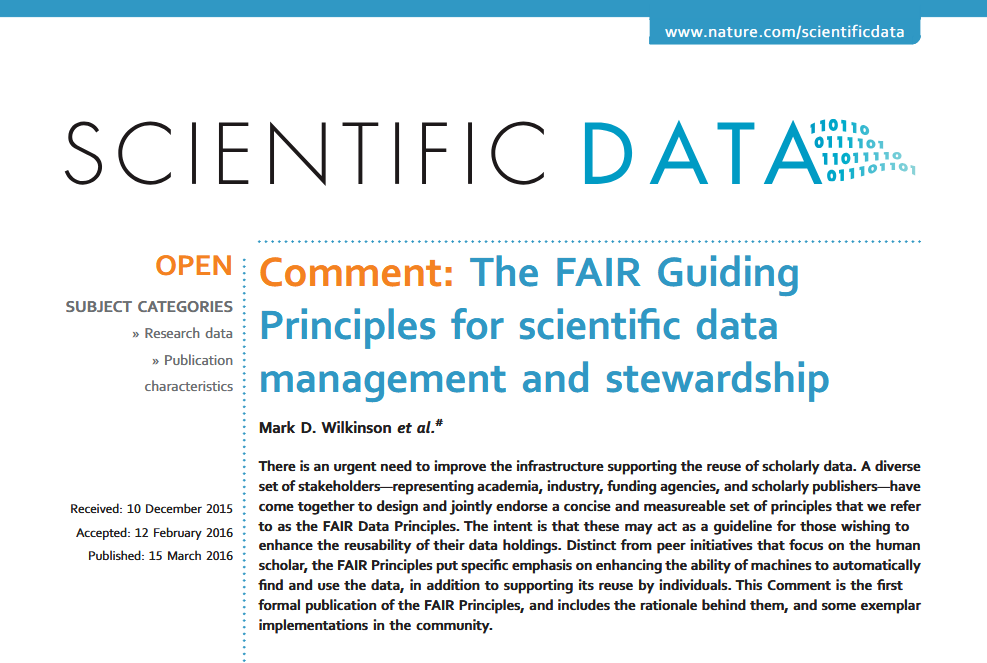 www.nature.com/scientificdata
SCIENTIFIC DATA
110110
0111101
11011110
0111101101
OPEN
SUBJECT CATEGORIES
» Research data
» Publication
characteristics
Received: 10 December 2015
Accepted: 12 February 2016
Published: 15 March 2016
Comment: The FAIR Guiding
Principles for scientific data
management and stewardship
Mark D. Wilkinson et al.#
There is an urgent need to improve the infrastructure supporting the reuse of scholarly data. A diverse
set of stakeholders—representing academia, industry, funding agencies, and scholarly publishers—have
come together to design and jointly endorse a concise and measureable set of principles that we refer
to as the FAIR Data Principles. The intent is that these may act as a guideline for those wishing to
enhance the reusability of their data holdings. Distinct from peer initiatives that focus on the human
scholar, the FAIR Principles put specific emphasis on enhancing the ability of machines to automatically
find and use the data, in addition to supporting its reuse by individuals. This Comment is the first
formal publication of the FAIR Principles, and includes the rationale behind them, and some exemplar
implementations in the community.